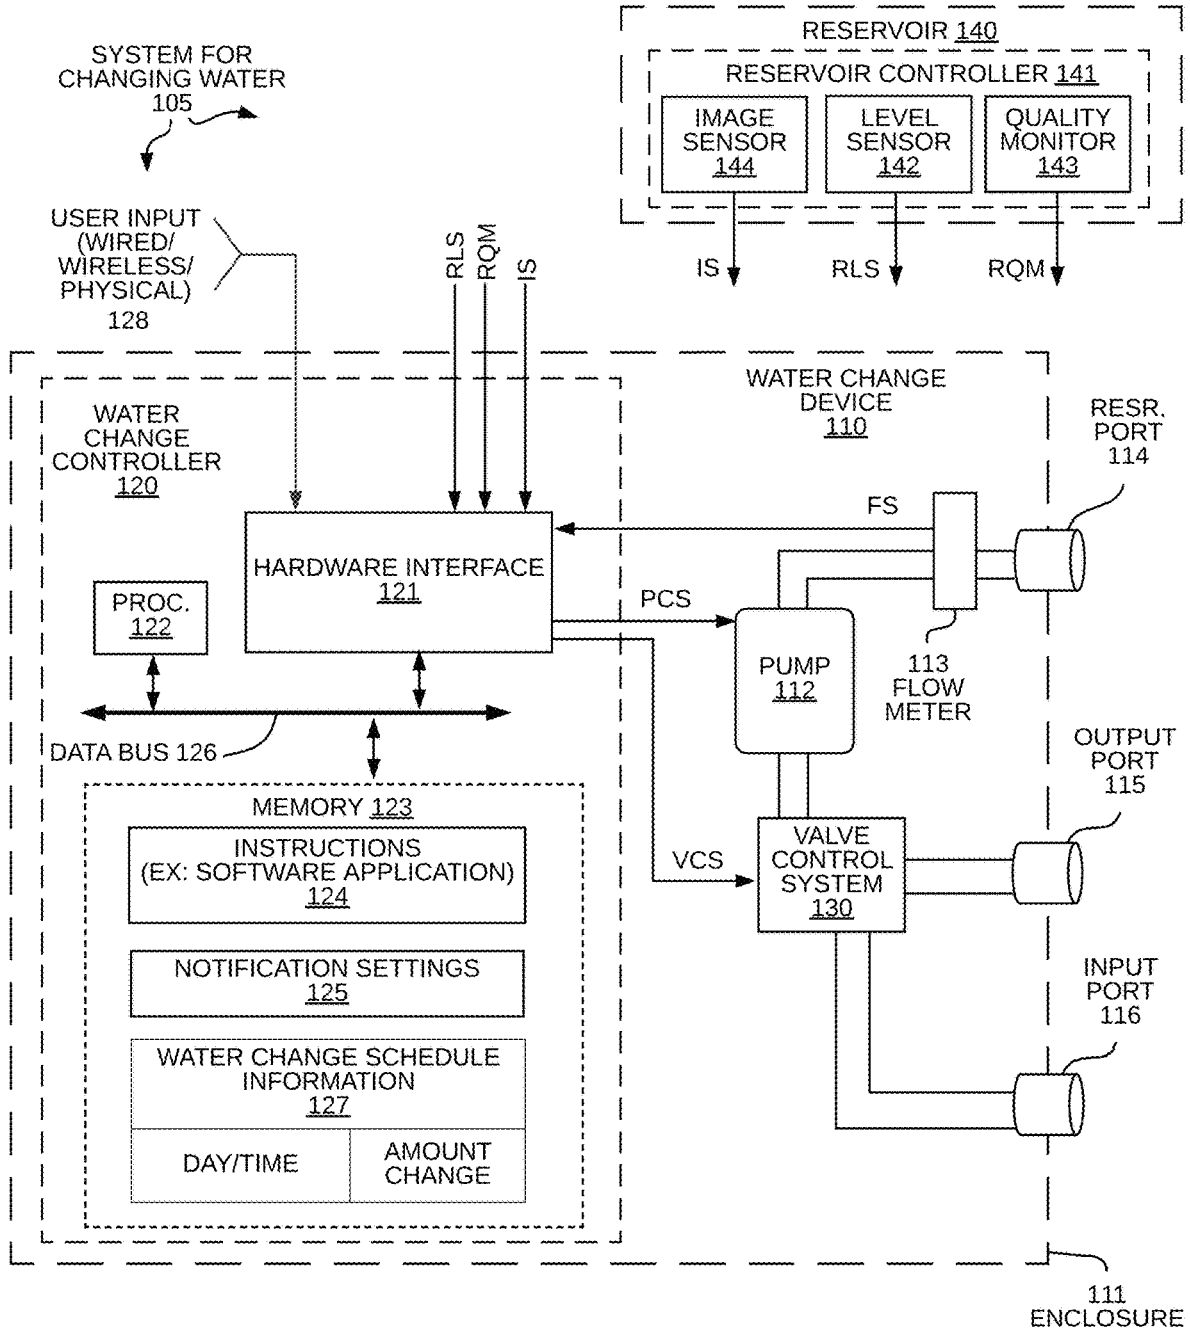 SYSTEM FOR
CHANGING WATER
105
RESERVOIR 140
RESERVOIR CONTROLLER 141
IMAGE
SENSOR
144
LEVEL
SENSOR
142
QUALITY
MONITOR
143
IS
RLS
RQM
USER INPUT
(WIRED/
WIRELESS/
PHYSICAL)
128
RLS
RQM
IS
WATER CHANGE
DEVICE
110
WATER
CHANGE
CONTROLLER
120
RESR.
PORT
114
FS
HARDWARE INTERFACE
121
PROC.
122
PCS
PUMP
112
113
FLOW
METER
DATA BUS 126
OUTPUT
PORT
115
MEMORY 123
INSTRUCTIONS
(EX: SOFTWARE APPLICATION)
124
VCS
VALVE
CONTROL
SYSTEM
130
NOTIFICATION SETTINGS
125
INPUT
PORT
116
WATER CHANGE SCHEDULE
INFORMATION
127
DAY/TIME
AMOUNT
CHANGE
111
ENCLOSURE